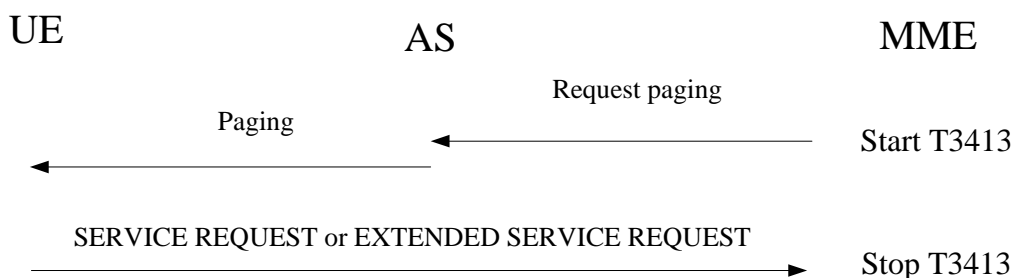 UE
AS
MME
Request paging
Paging
Start T3413
SERVICE REQUEST or EXTENDED SERVICE REQUEST
Stop T3413